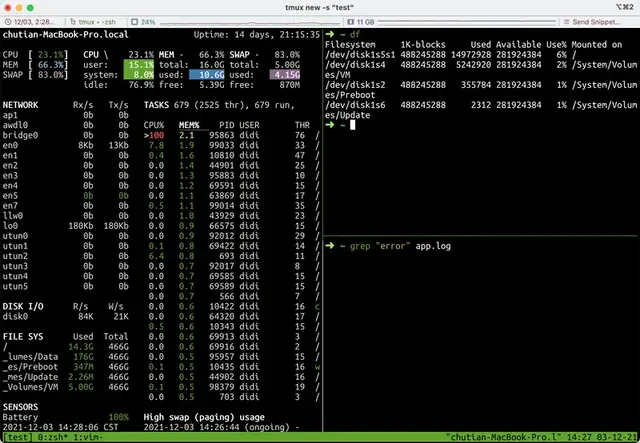 tmux new -s "test"
⌥⌘2
12/03, 2:28...
tmux ‹ -zsh
24%
11 GB
Send Snippet...
chutian-MacBook-Pro.local Uptime: 14 days, 21:15:35
CPU [ 23.1%] CPU \ 23.1% MEM - 66.3% SWAP - 83.0%
MEM [ 66.3%] user: 15.1% total: 16.0G total: 5.00G
SWAP [ 83.0%] system: 8.0% used: 10.6G used: 4.15G
idle: 76.9% free: 5.39G free: 870M
NETWORK Rx/s Tx/s TASKS 679 (2525 thr), 679 run,
ap1 0b 0b
awdl0 0b 0b CPU% MEM% PID USER THR
bridge0 0b 0b >100 2.1 95863 didi 76 /
en0 8Kb 13Kb 7.8 1.9 99033 didi 33 /
en1 0b 0b 0.4 1.6 10810 didi 47 /
en2 0b 0b 0.0 1.4 44901 didi 25 /
en3 0b 0b 0.0 1.3 95883 didi 10 /
en4 0b 0b 0.0 1.2 69591 didi 15 /
en5 0b 0b 0.0 1.1 63869 didi 17 /
en7 0b 0b 0.5 1.1 99014 didi 35 /
llw0 0b 0b 0.0 1.0 43929 didi 23 /
lo0 180Kb 180Kb 0.0 0.9 66575 didi 15 /
utun0 0b 0b 0.0 0.9 92012 didi 29 /
utun1 0b 0b 0.1 0.8 69422 didi 14 /
utun2 0b 0b 6.4 0.8 693 didi 11 /
utun3 0b 0b 0.0 0.7 92017 didi 8 /
utun4 0b 0b 0.0 0.7 69585 didi 15 /
utun5 0b 0b 0.0 0.7 69589 didi 15 /
0.0 0.7 566 didi 7 /
DISK I/O R/s W/s 0.0 0.6 10422 didi 16 c
disk0 84K 21K 0.0 0.6 64320 didi 17 /
0.5 0.6 10343 didi 15 /
FILE SYS Used Total 0.0 0.6 69913 didi 3 /
/ 14.3G 466G 0.0 0.6 69916 didi 2 /
_lumes/Data 176G 466G 0.0 0.5 95957 didi 15 /
_es/Preboot 347M 466G 0.1 0.5 10435 didi 16 w
_mes/Update 2.26M 466G 0.0 0.5 44902 didi 16 /
_Volumes/VM 5.00G 466G 0.1 0.5 98379 didi 19 /
0.0 0.5 703 didi 3 /
SENSORS
Battery 100% High swap (paging) usage
2021-12-03 14:28:06 CST 2021-12-03 14:26:44 (ongoing) -
➜ ~ df
Filesystem 1K-blocks Used Available Use% Mounted on
/dev/disk1s5s1 488245288 14972928 281924384 6% /
/dev/disk1s4 488245288 5242920 281924384 2% /System/Volum
es/VM
/dev/disk1s2 488245288 355784 281924384 1% /System/Volum
es/Preboot
/dev/disk1s6 488245288 2312 281924384 1% /System/Volum
es/Update
➜ ~
➜ ~ grep "error" app.log
[test] 0:zsh* 1:vim- "chutian-MacBook-Pro.l" 14:27 03-12-21